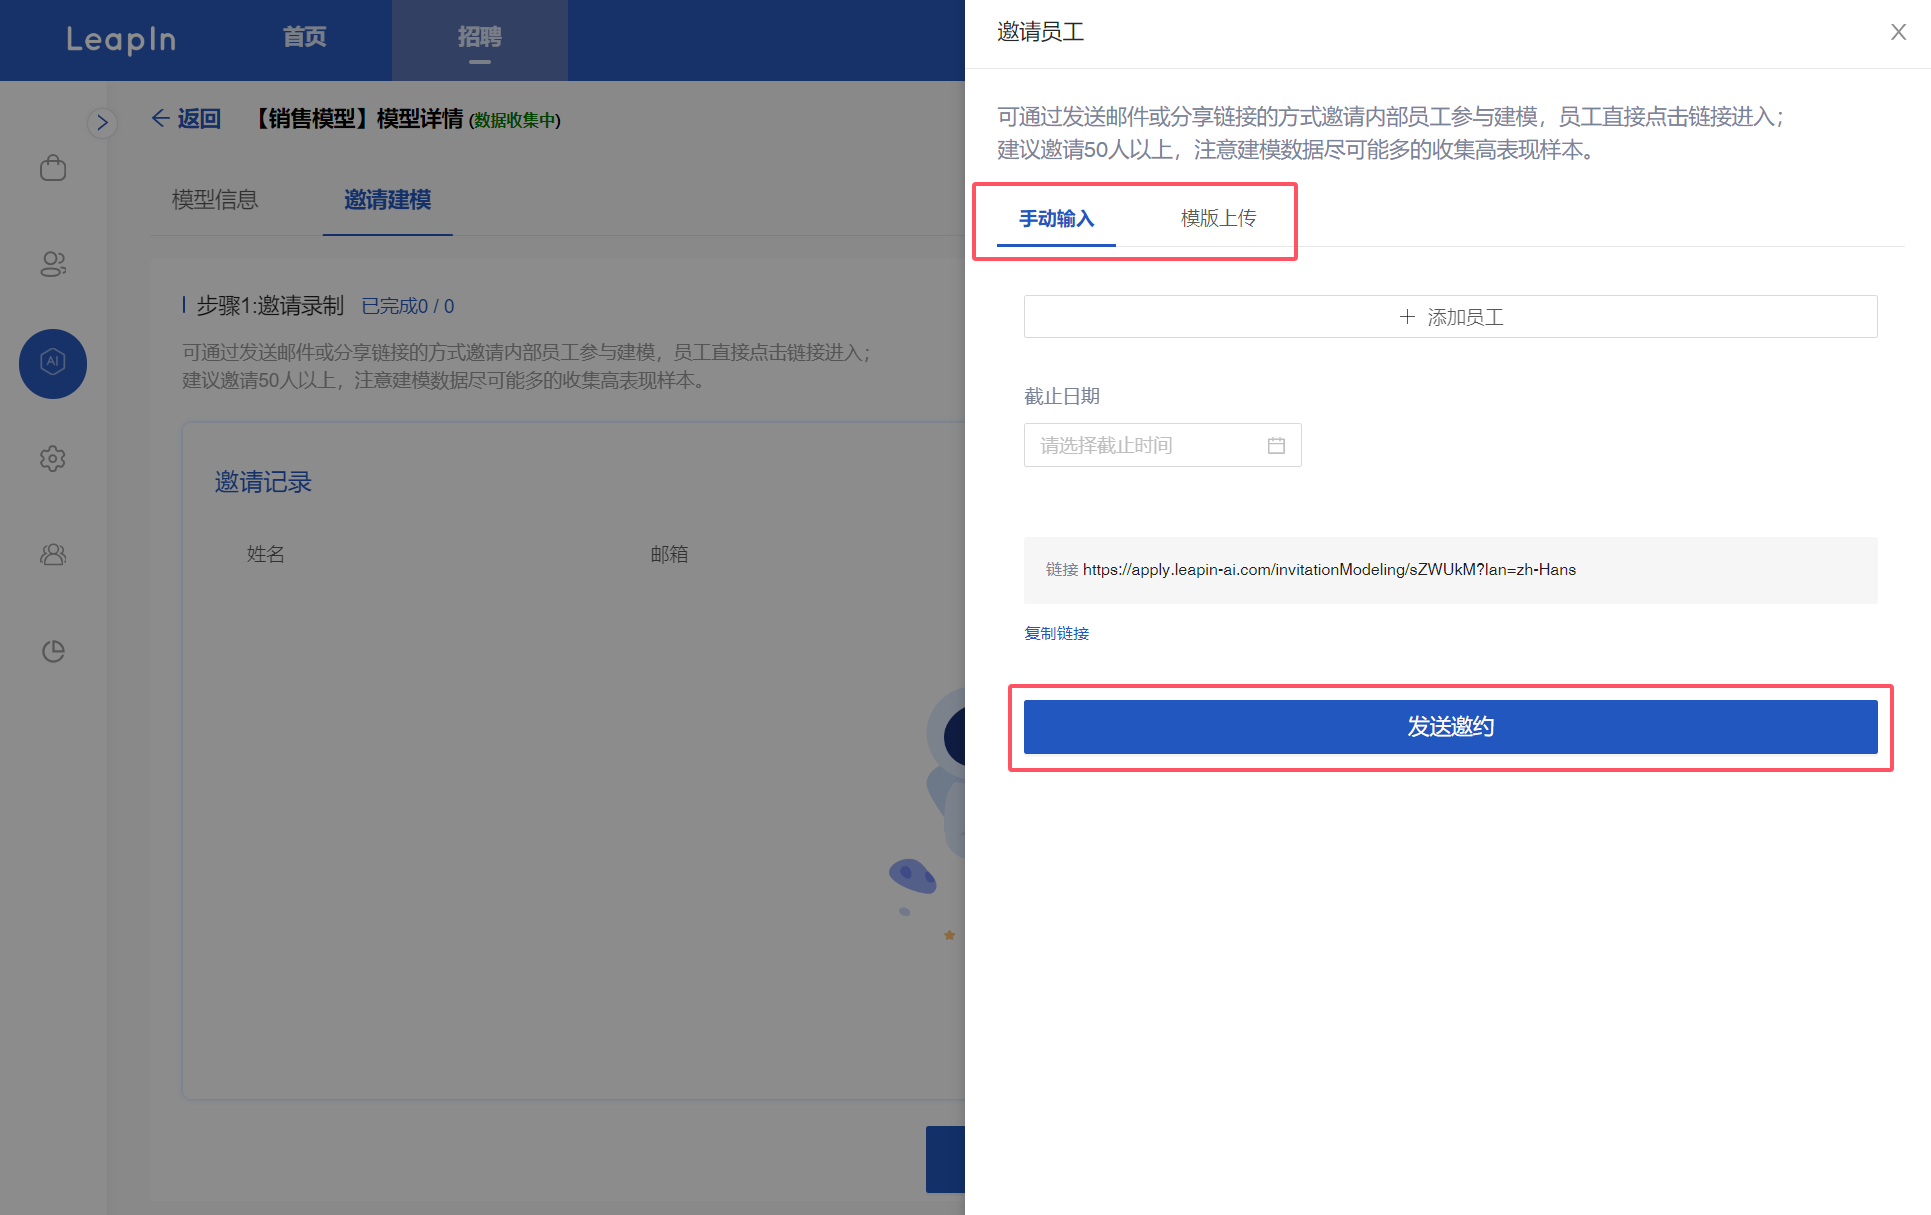 LeapIn
首页
招聘
返回
【销售模型】模型详情 (数据收集中)
模型信息
邀请建模
步骤1:邀请录制 已完成0 / 0
可通过发送邮件或分享链接的方式邀请内部员工参与建模，员工直接点击链接进入；
建议邀请50人以上，注意建模数据尽可能多的收集高表现样本。
邀请记录
姓名
邮箱
AI
邀请员工
可通过发送邮件或分享链接的方式邀请内部员工参与建模，员工直接点击链接进入；
建议邀请50人以上，注意建模数据尽可能多的收集高表现样本。
手动输入
模版上传
添加员工
截止日期
请选择截止时间
链接 https://apply.leapin-ai.com/invitationModeling/sZWUkM?lan=zh-Hans
复制链接
发送邀约